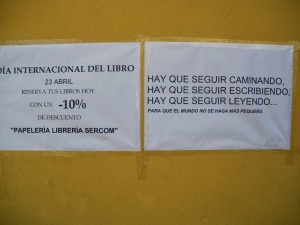 DÍA INTERNACIONAL DEL LIBRO
23 ABRIL
RESERVA TUS LIBROS HOY
CON UN -10%
DE DESCUENTO
"PAPELERÍA LIBRERÍA SERCOM"
HAY QUE SEGUIR CAMINANDO,
HAY QUE SEGUIR ESCRIBIENDO,
HAY QUE SEGUIR LEYENDO...
PARA QUE EL MUNDO NO SE HAGA MÁS PEQUEÑO.